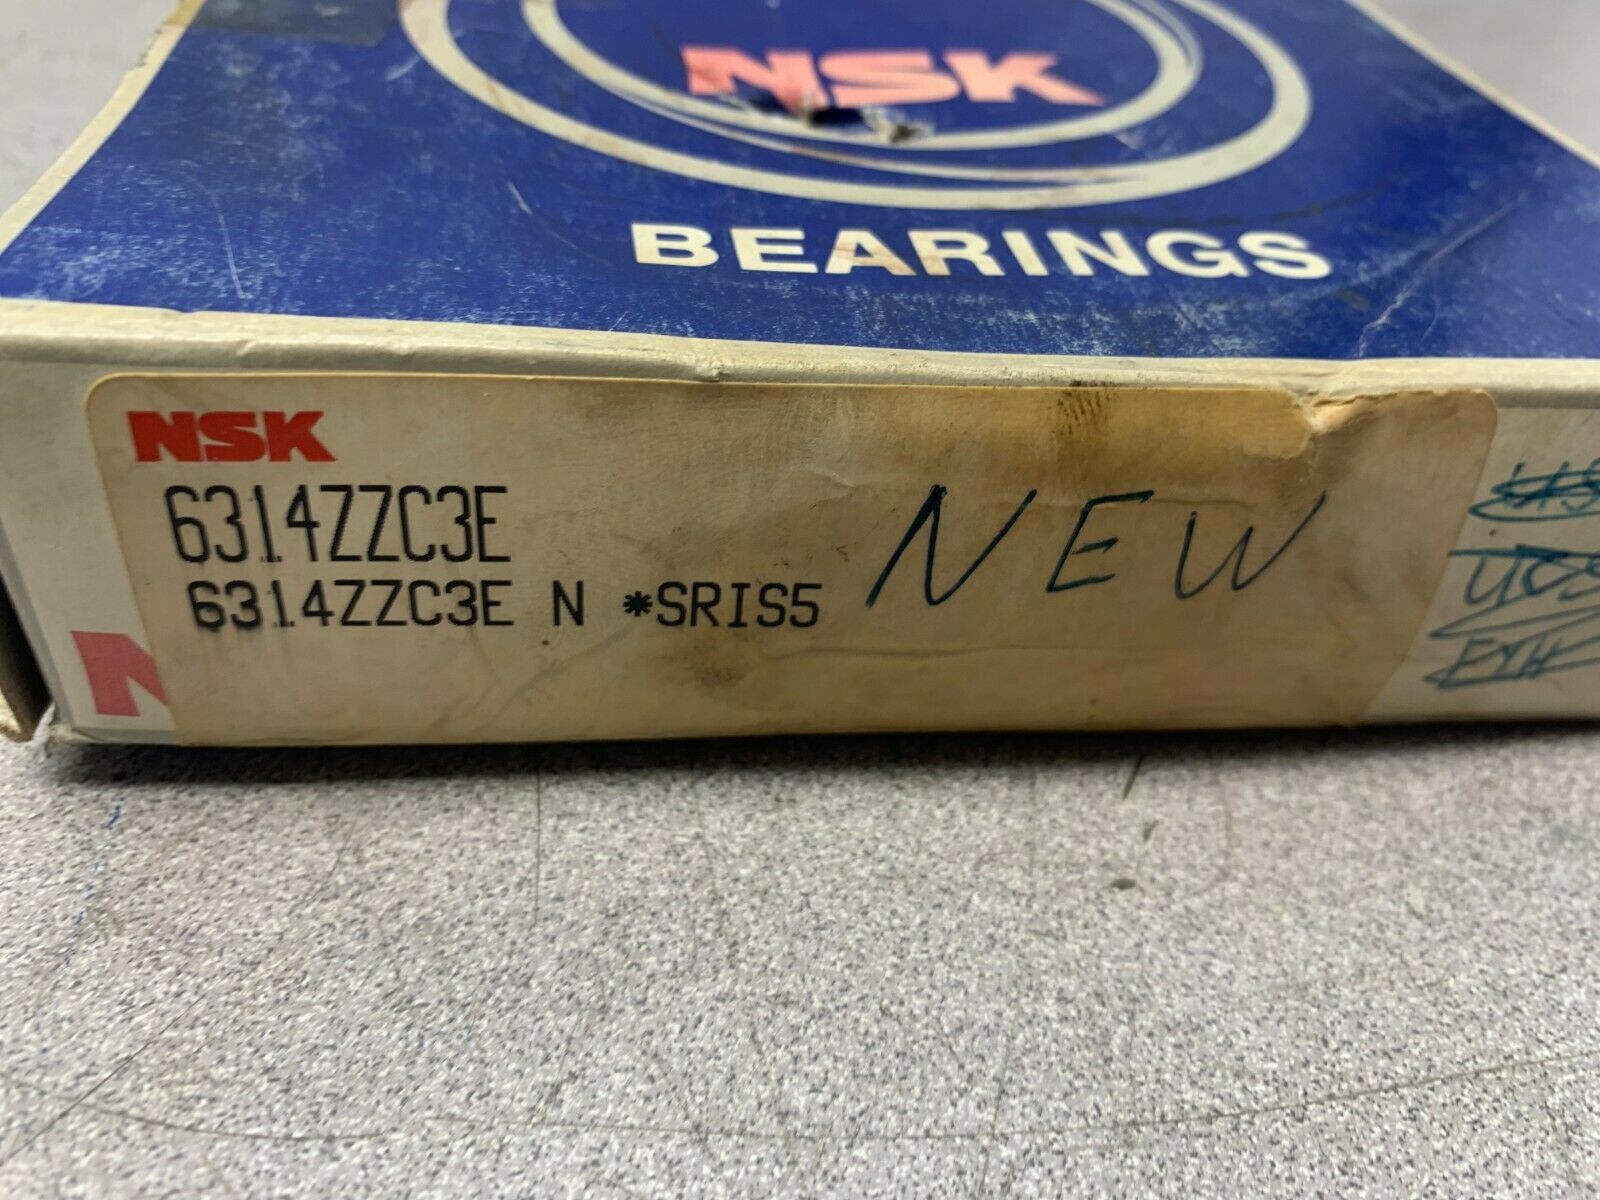 NSK
BEARINGS
NSK
6314ZZC3E
6314ZZC3E N *SRIS5
NEW
N